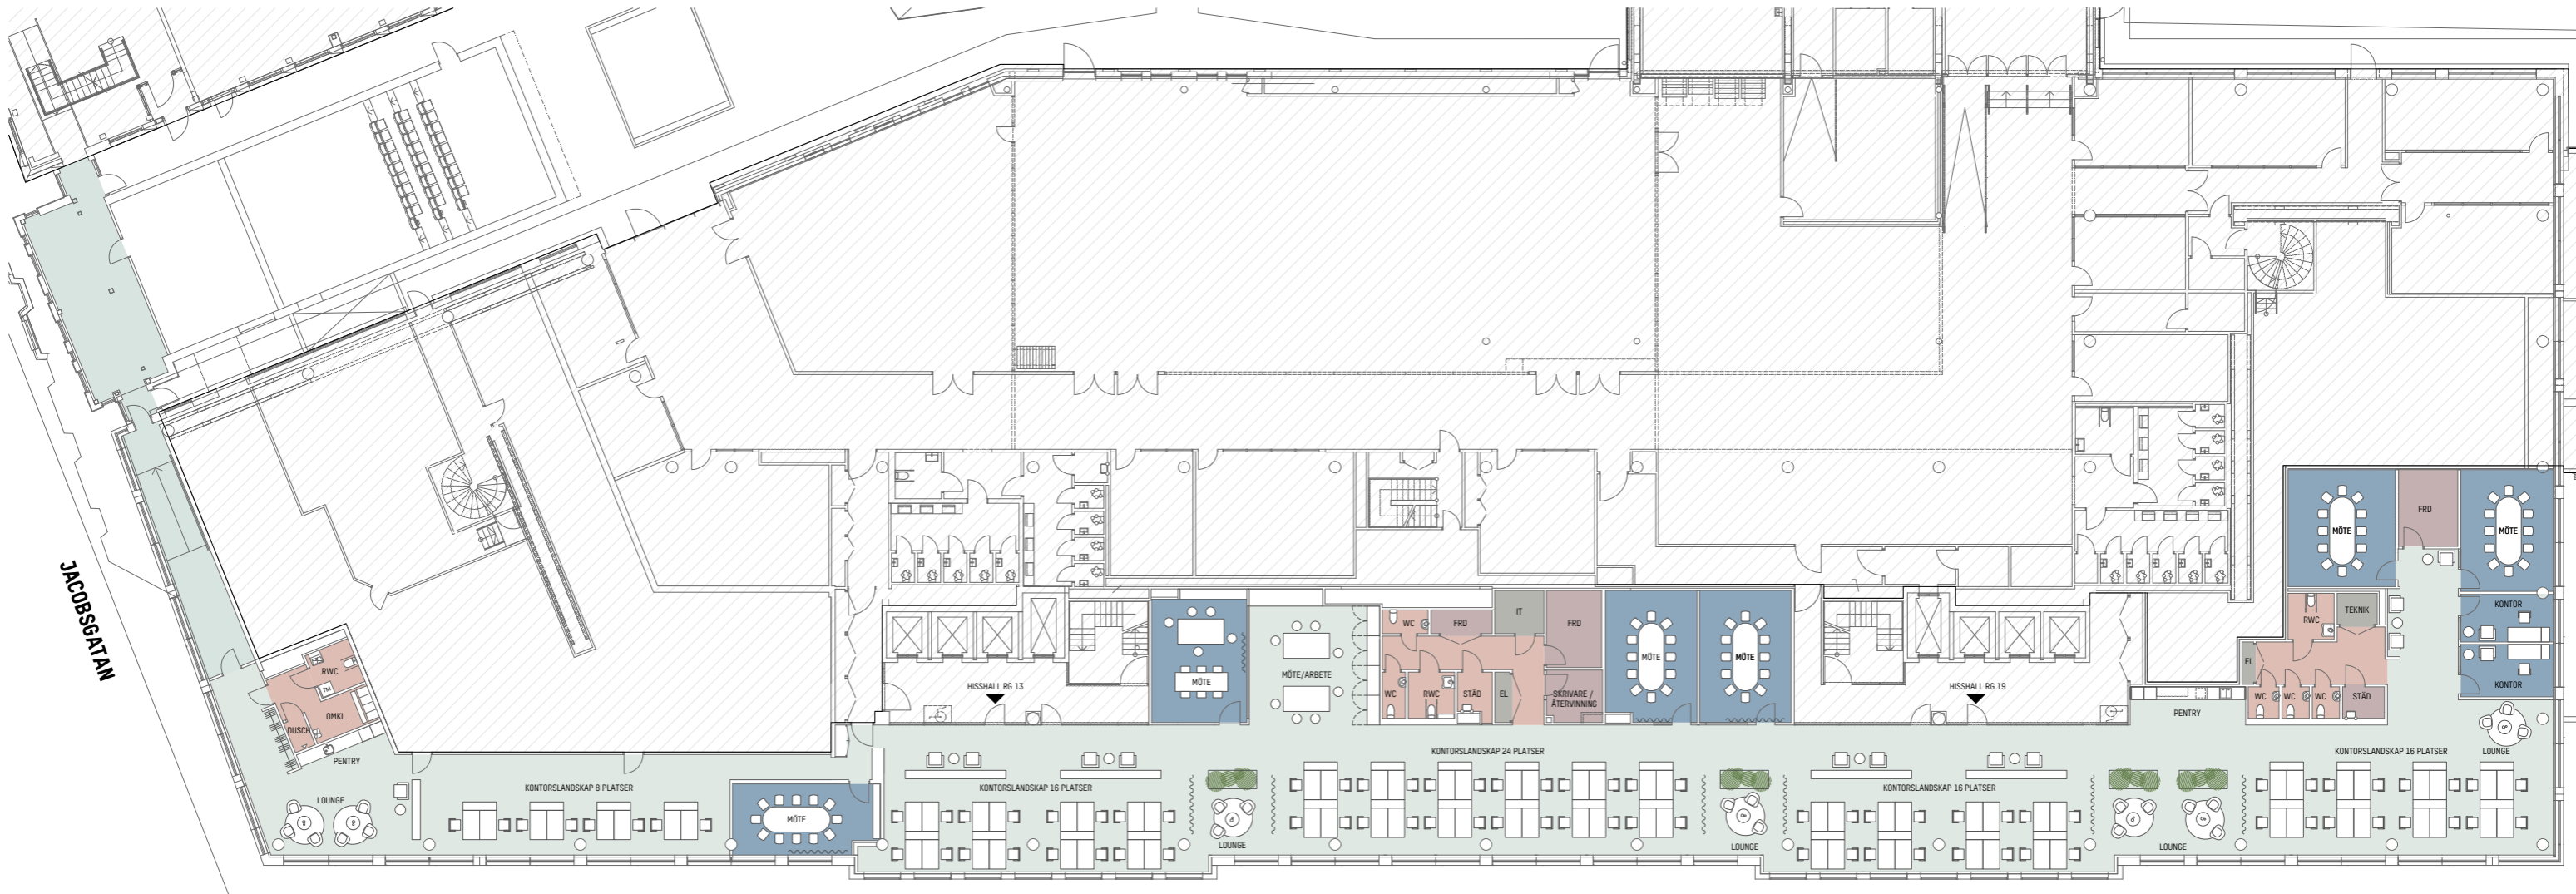 JACOBSGATAN
RWC
TM
OMKL.
DUSCH
PENTRY
LOUNGE
KONTORSLANDSKAP 8 PLATSER
MÖTE
HISSHALL RG 13
KONTORSLANDSKAP 16 PLATSER
MÖTE
MÖTE/ARBETE
LOUNGE
WC
FRD
IT
FRD
WC
RWC
STÄD
EL
SKRIVARE /
ÅTERVINNING
MÖTE
MÖTE
KONTORSLANDSKAP 24 PLATSER
LOUNGE
HISSHALL RG 19
KONTORSLANDSKAP 16 PLATSER
PENTRY
LOUNGE
MÖTE
FRD
MÖTE
RWC
TEKNIK
KONTOR
EL
KONTOR
WC
WC
WC
STÄD
KONTORSLANDSKAP 16 PLATSER
LOUNGE